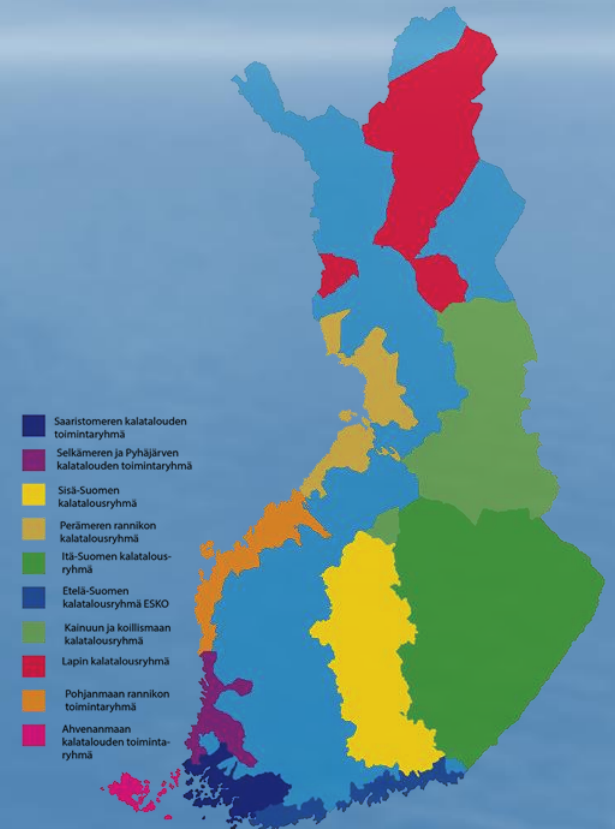 Saaristomeren kalatalouden
toimintaryhmä
Selkämeren ja Pyhäjärven
kalatalouden toimintaryhmä
Sisä-Suomen
kalatalousryhmä
Perämeren rannikon
kalatalousryhmä
Itä-Suomen kalatalous-
ryhmä
Etelä-Suomen
kalatalousryhmä ESKO
Kainuun ja koillismaan
kalatalousryhmä
Lapin kalatalousryhmä
Pohjanmaan rannikon
toimintaryhmä
Ahvenanmaan
kalatalouden toiminta-
ryhmä